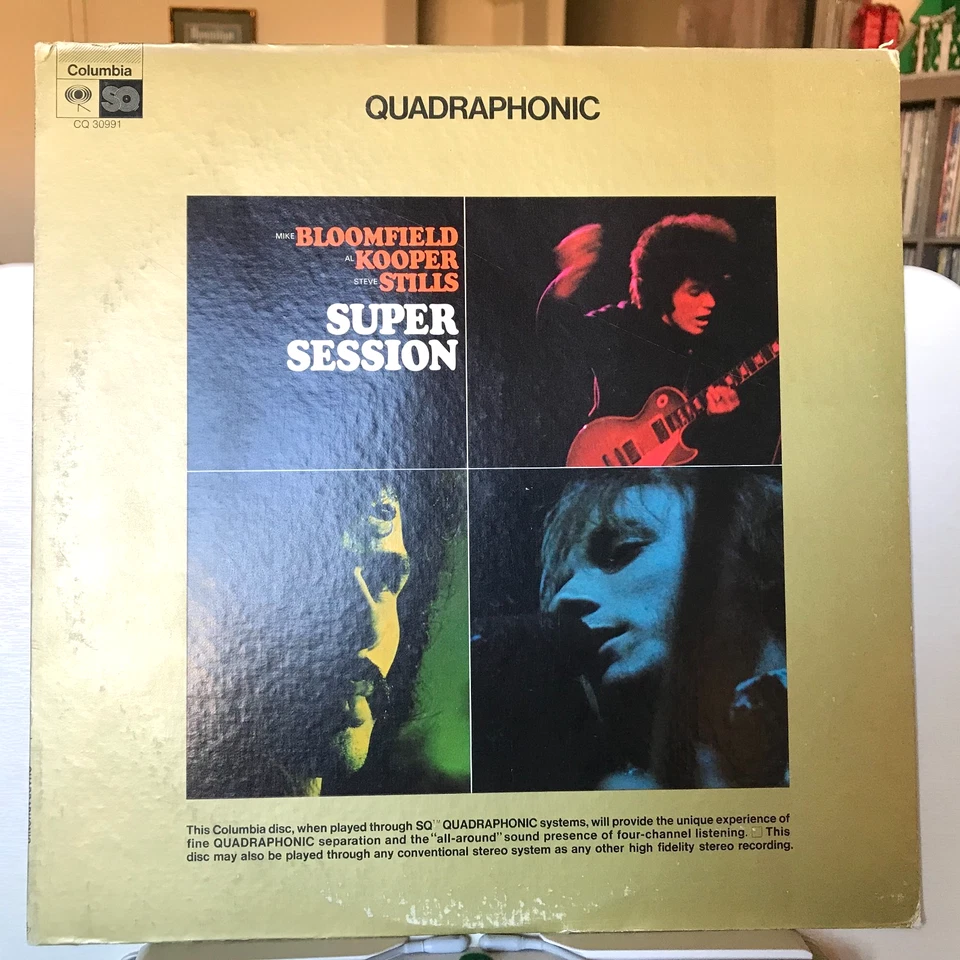 Columbia
SQ
CQ 30991
QUADRAPHONIC
MIKE BLOOMFIELD
AL KOOPER
STEVE STILLS
SUPER
SESSION
This Columbia disc, when played through SQ™ QUADRAPHONIC systems, will provide the unique experience of
fine QUADRAPHONIC separation and the "all-around" sound presence of four-channel listening. □ This
disc may also be played through any conventional stereo system as any other high fidelity stereo recording.